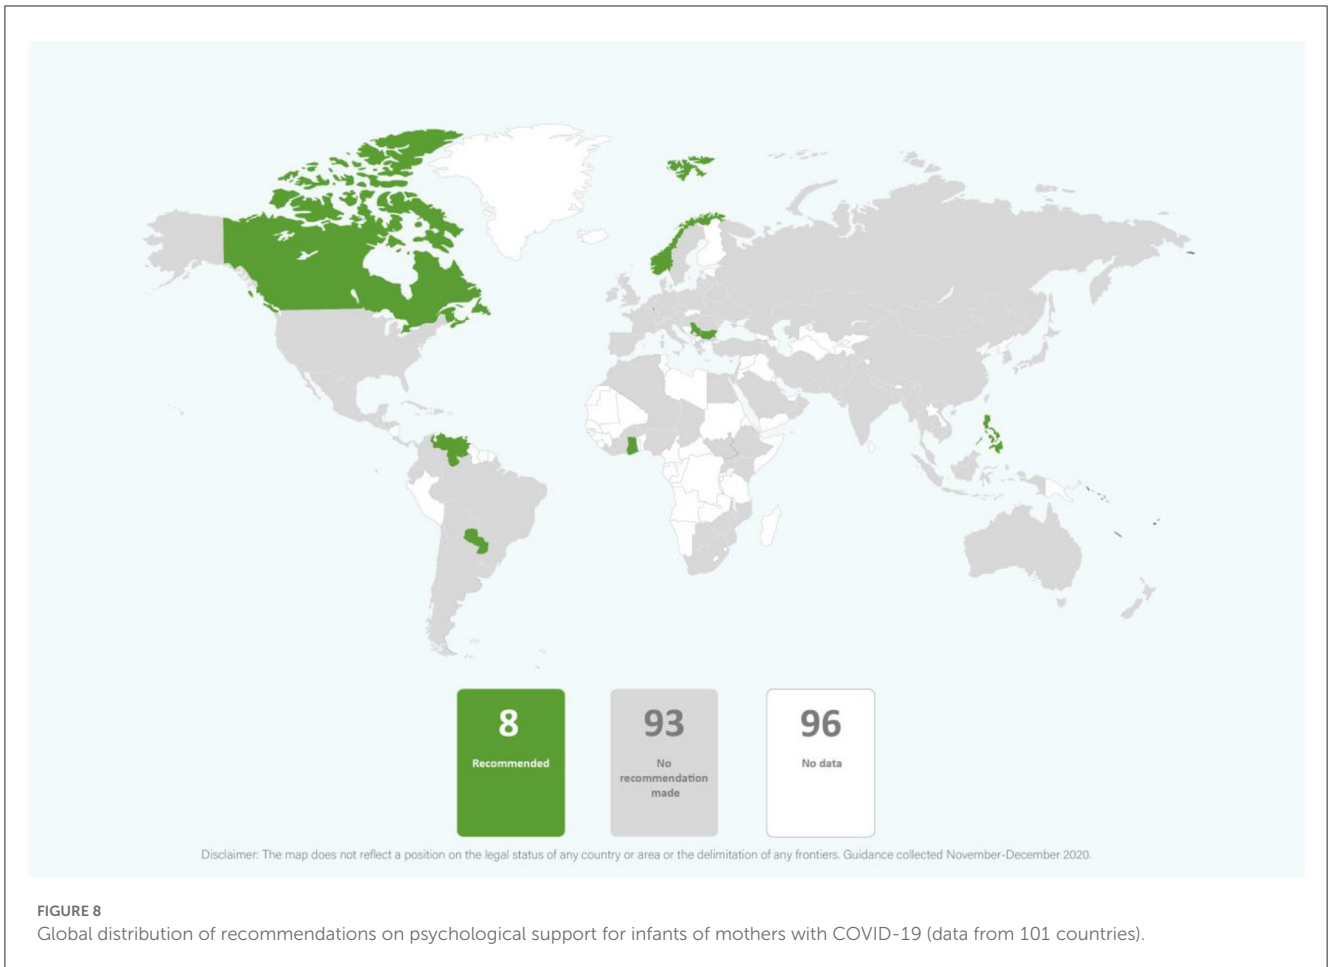 8
Recommended
93
No
recommendation
made
96
No data
Disclaimer: The map does not reflect a position on the legal status of any country or area or the delimitation of any frontiers. Guidance collected November-December 2020.
FIGURE 8
Global distribution of recommendations on psychological support for infants of mothers with COVID-19 (data from 101 countries).